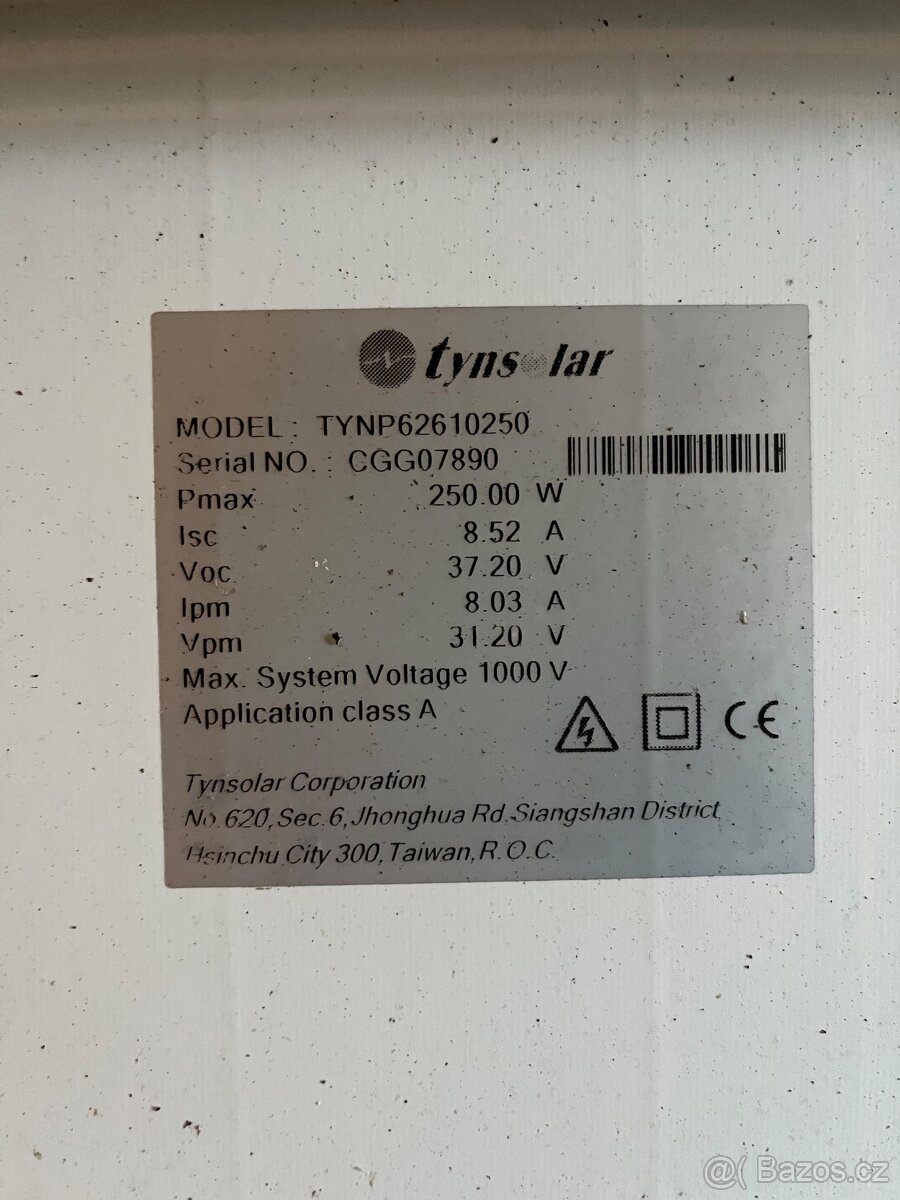 tynsolar
MODEL : TYNP62610250
Serial NO. : CGG07890
Pmax 250.00 W
Isc 8.52 A
Voc 37.20 V
Ipm 8.03 A
Vpm 31.20 V
Max. System Voltage 1000 V
Application class A
CE
Tynsolar Corporation
No.620,Sec.6,Jhonghua Rd.Siangshan District
Hsinchu City 300,Taiwan,R.O.C.
@( Bazos.cz